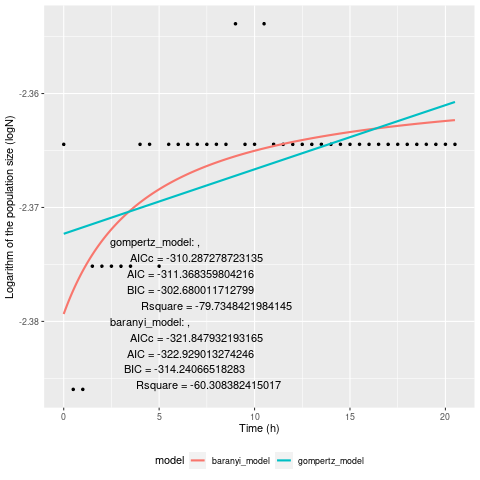 -2.36
-2.37
-2.38
Logarithm of the population size (logN)
gompertz_model: ,
AICc = -310.287278723135
AIC = -311.368359804216
BIC = -302.680011712799
Rsquare = -79.7348421984145
baranyi_model: ,
AICc = -321.847932193165
AIC = -322.929013274246
BIC = -314.24066518283
Rsquare = -60.308382415017
0 5 10 15 20
Time (h)
model baranyi_model gompertz_model